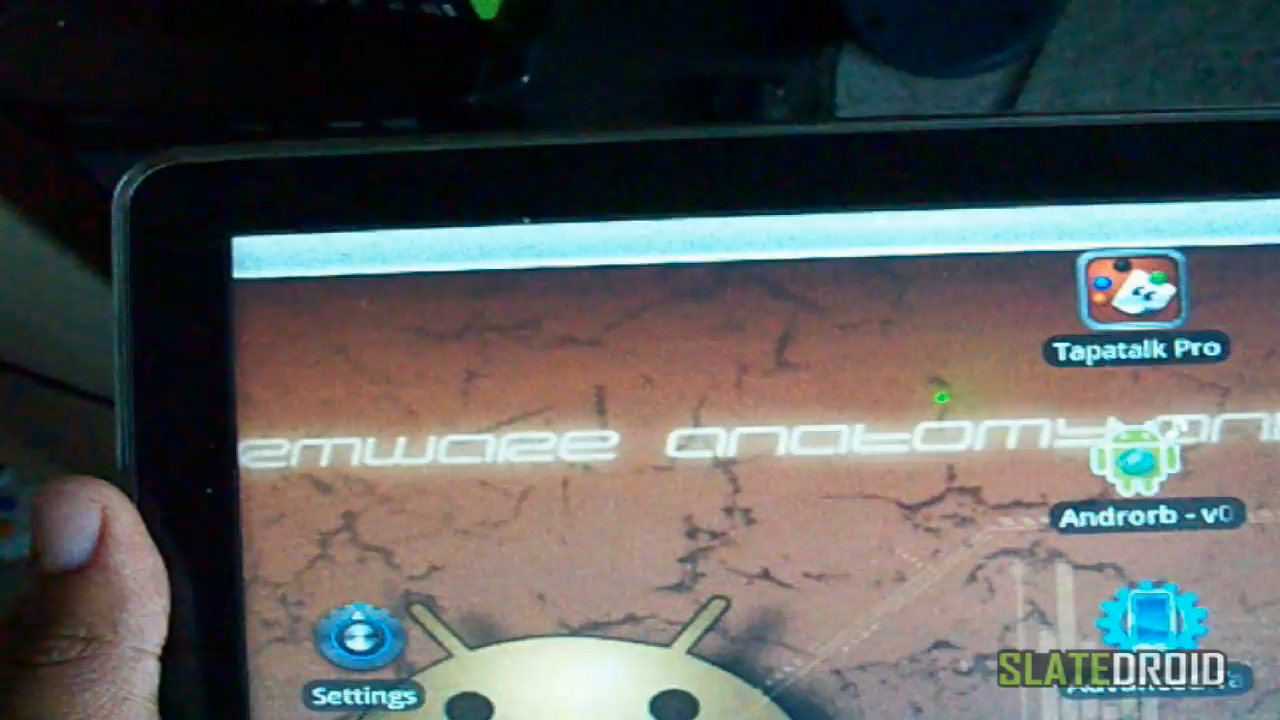 Tapatalk Pro
emware anatomy
Androrb - v0
Settings
SLATEDROID